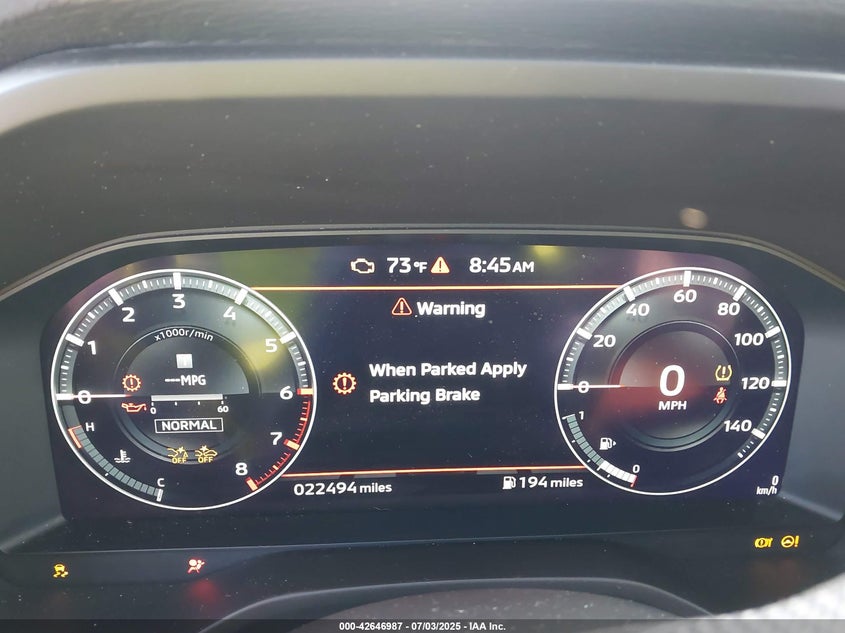 73°F 8:45AM
Warning
When Parked Apply
Parking Brake
0
1
2
3
4
5
6
7
8
x1000r/min
---MPG
0 60
NORMAL
H
C
OFF OFF
0
20
40
60
80
100
120
140
0
MPH
1
0
0
km/h
022494 miles
194 miles
000-42646987 - 07/03/2025 - IAA Inc.